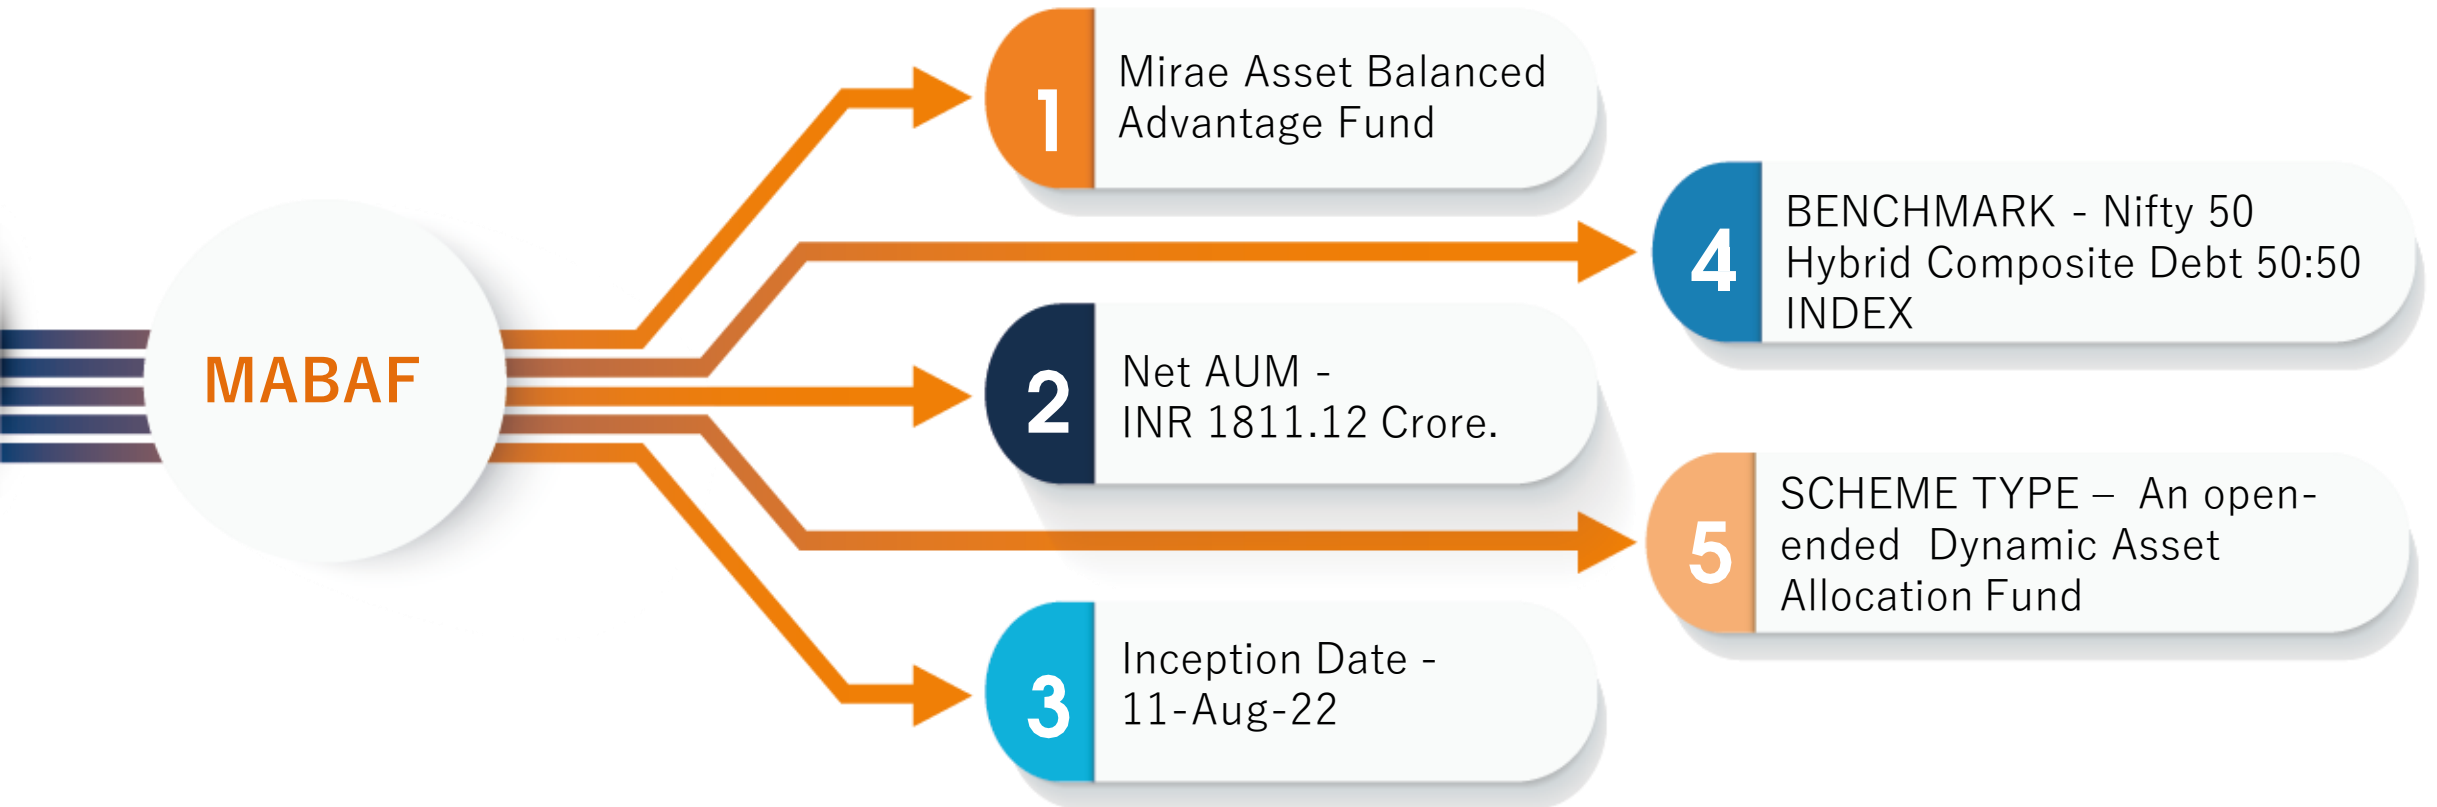 MABAF
1
Mirae Asset Balanced
Advantage Fund
2
Net AUM -
INR 1811.12 Crore.
3
Inception Date -
11-Aug-22
4
BENCHMARK - Nifty 50
Hybrid Composite Debt 50:50
INDEX
5
SCHEME TYPE – An open-
ended Dynamic Asset
Allocation Fund